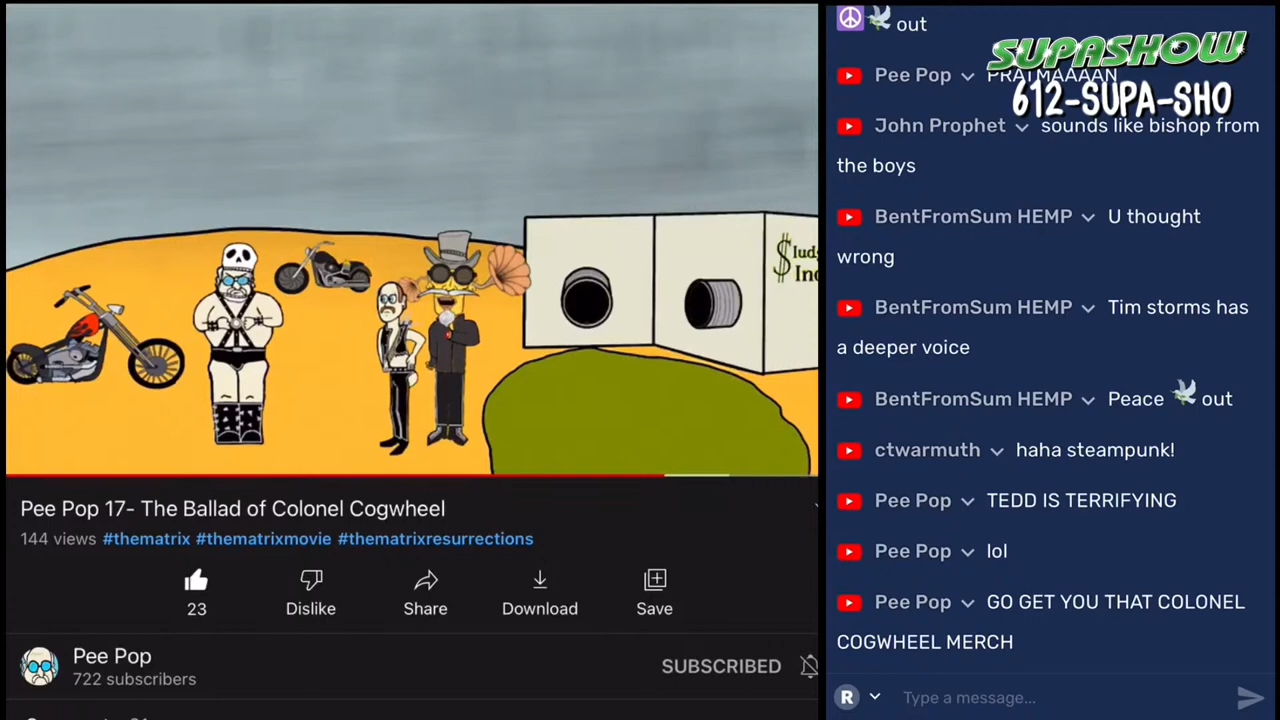 $ludg
Inc
Pee Pop 17- The Ballad of Colonel Cogwheel
144 views #thematrix #thematrixmovie #thematrixresurrections
23
Dislike
Share
Download
Save
Pee Pop
722 subscribers
SUBSCRIBED
out
SUPASHOW
612-SUPA-SHO
Pee Pop PRATMAAAAN
John Prophet sounds like bishop from
the boys
BentFromSum HEMP U thought
wrong
BentFromSum HEMP Tim storms has
a deeper voice
BentFromSum HEMP Peace out
ctwarmuth haha steampunk!
Pee Pop TEDD IS TERRIFYING
Pee Pop lol
Pee Pop GO GET YOU THAT COLONEL
COGWHEEL MERCH
R Type a message...